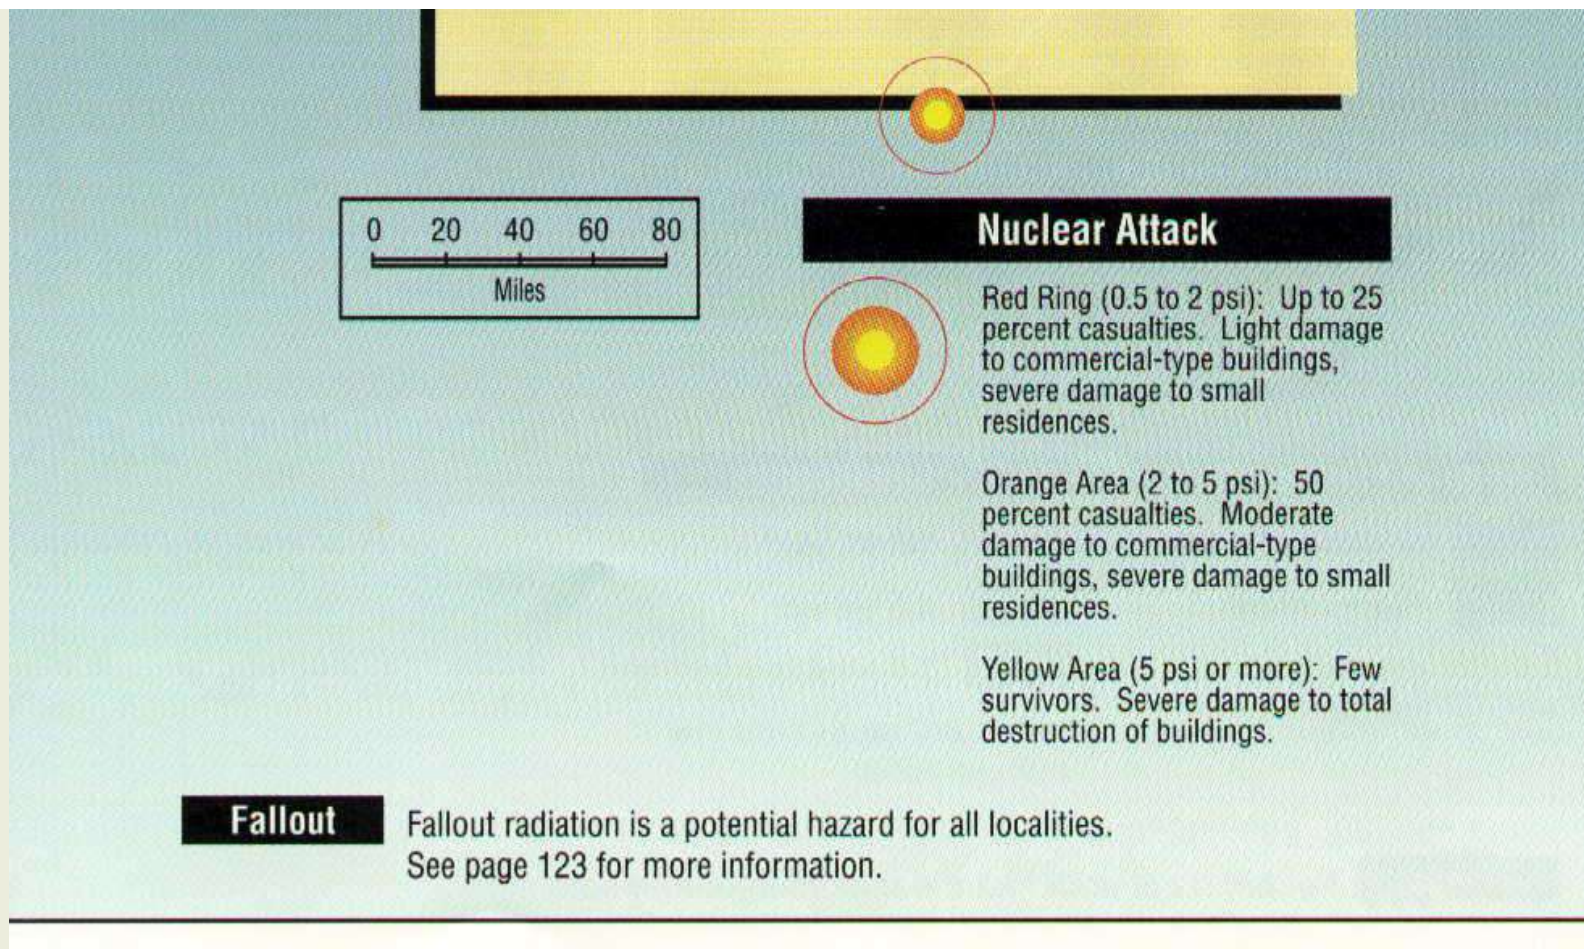 0 20 40 60 80
Miles
Nuclear Attack
Red Ring (0.5 to 2 psi): Up to 25
percent casualties. Light damage
to commercial-type buildings,
severe damage to small
residences.
Orange Area (2 to 5 psi): 50
percent casualties. Moderate
damage to commercial-type
buildings, severe damage to small
residences.
Yellow Area (5 psi or more): Few
survivors. Severe damage to total
destruction of buildings.
Fallout
Fallout radiation is a potential hazard for all localities.
See page 123 for more information.